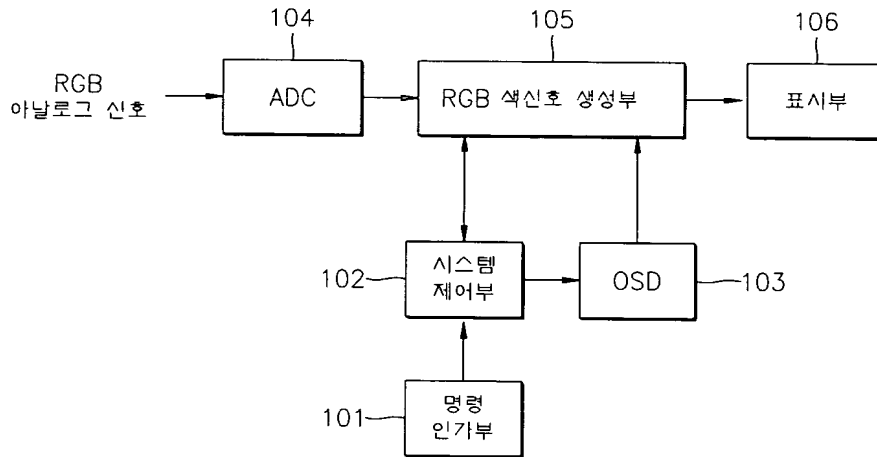 104
105
106
RGB
아날로그 신호
ADC
RGB 색신호 생성부
표시부
102
시스템
제어부
OSD
103
101
명령
인가부